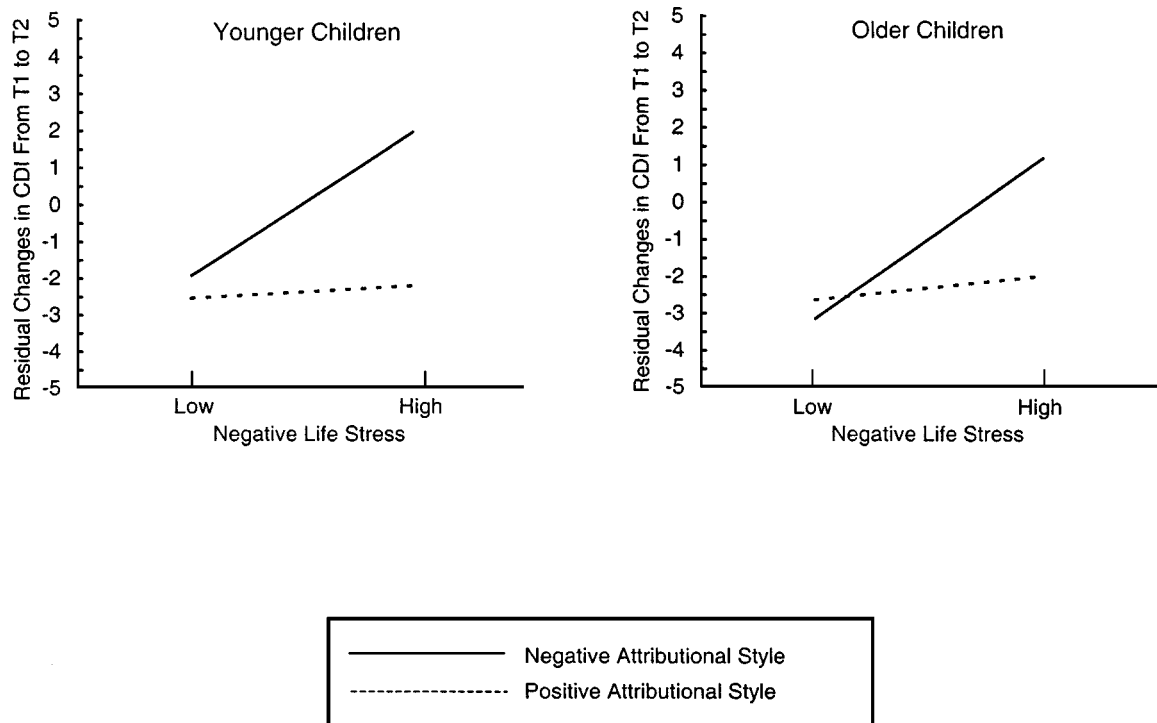 Younger Children
Residual Changes in CDI From T1 to T2
5
4
3
2
1
0
-1
-2
-3
-4
-5
Low
High
Negative Life Stress
Older Children
Residual Changes in CDI From T1 to T2
5
4
3
2
1
0
-1
-2
-3
-4
-5
Low
High
Negative Life Stress
Negative Attributional Style
Positive Attributional Style